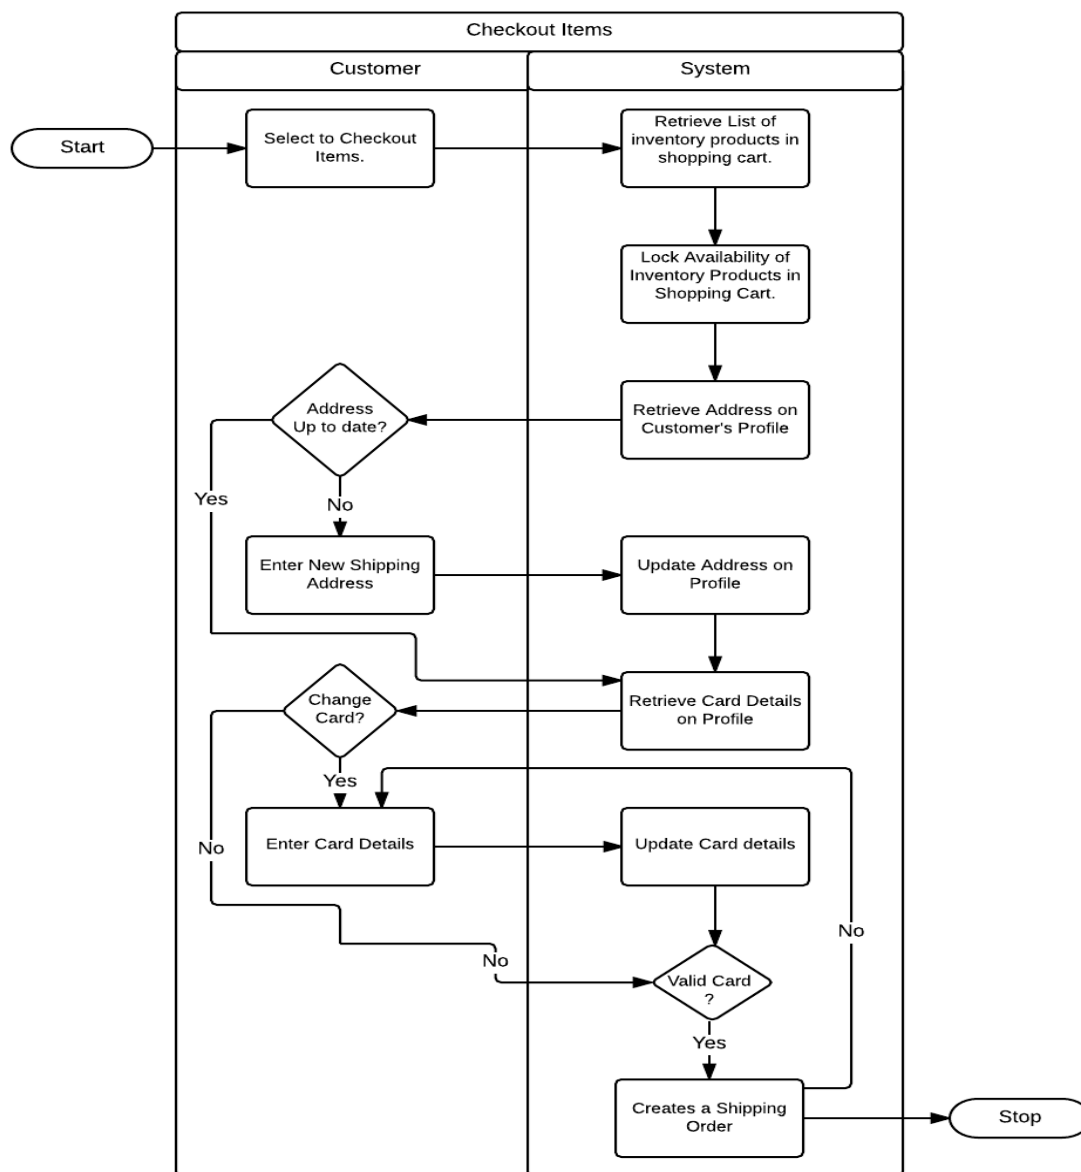 Checkout Items
Customer
System
Start
Select to Checkout
Items.
Retrieve List of
inventory products in
shopping cart.
Lock Availability of
Inventory Products in
Shopping Cart.
Address
Up to date?
Retrieve Address on
Customer's Profile
Yes
No
Enter New Shipping
Address
Update Address on
Profile
Change
Card?
Retrieve Card Details
on Profile
Yes
No
Enter Card Details
Update Card details
No
No
Valid Card
?
Yes
Creates a Shipping
Order
Stop